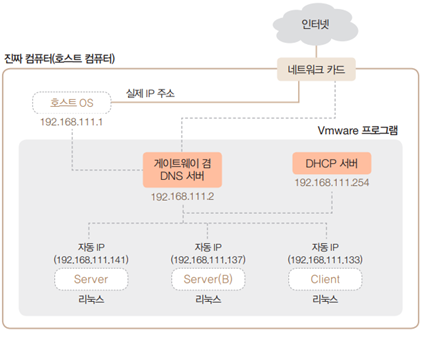 인터넷
진짜 컴퓨터(호스트 컴퓨터)
네트워크 카드
실제 IP 주소
호스트 OS
192.168.111.1
Vmware 프로그램
게이트웨이 겸
DNS 서버
192.168.111.2
DHCP 서버
192.168.111.254
자동 IP
(192,168,111,141)
Server
리눅스
자동 IP
(192,168,111,137)
Server(B)
리눅스
자동 IP
(192,168,111,133)
Client
리눅스